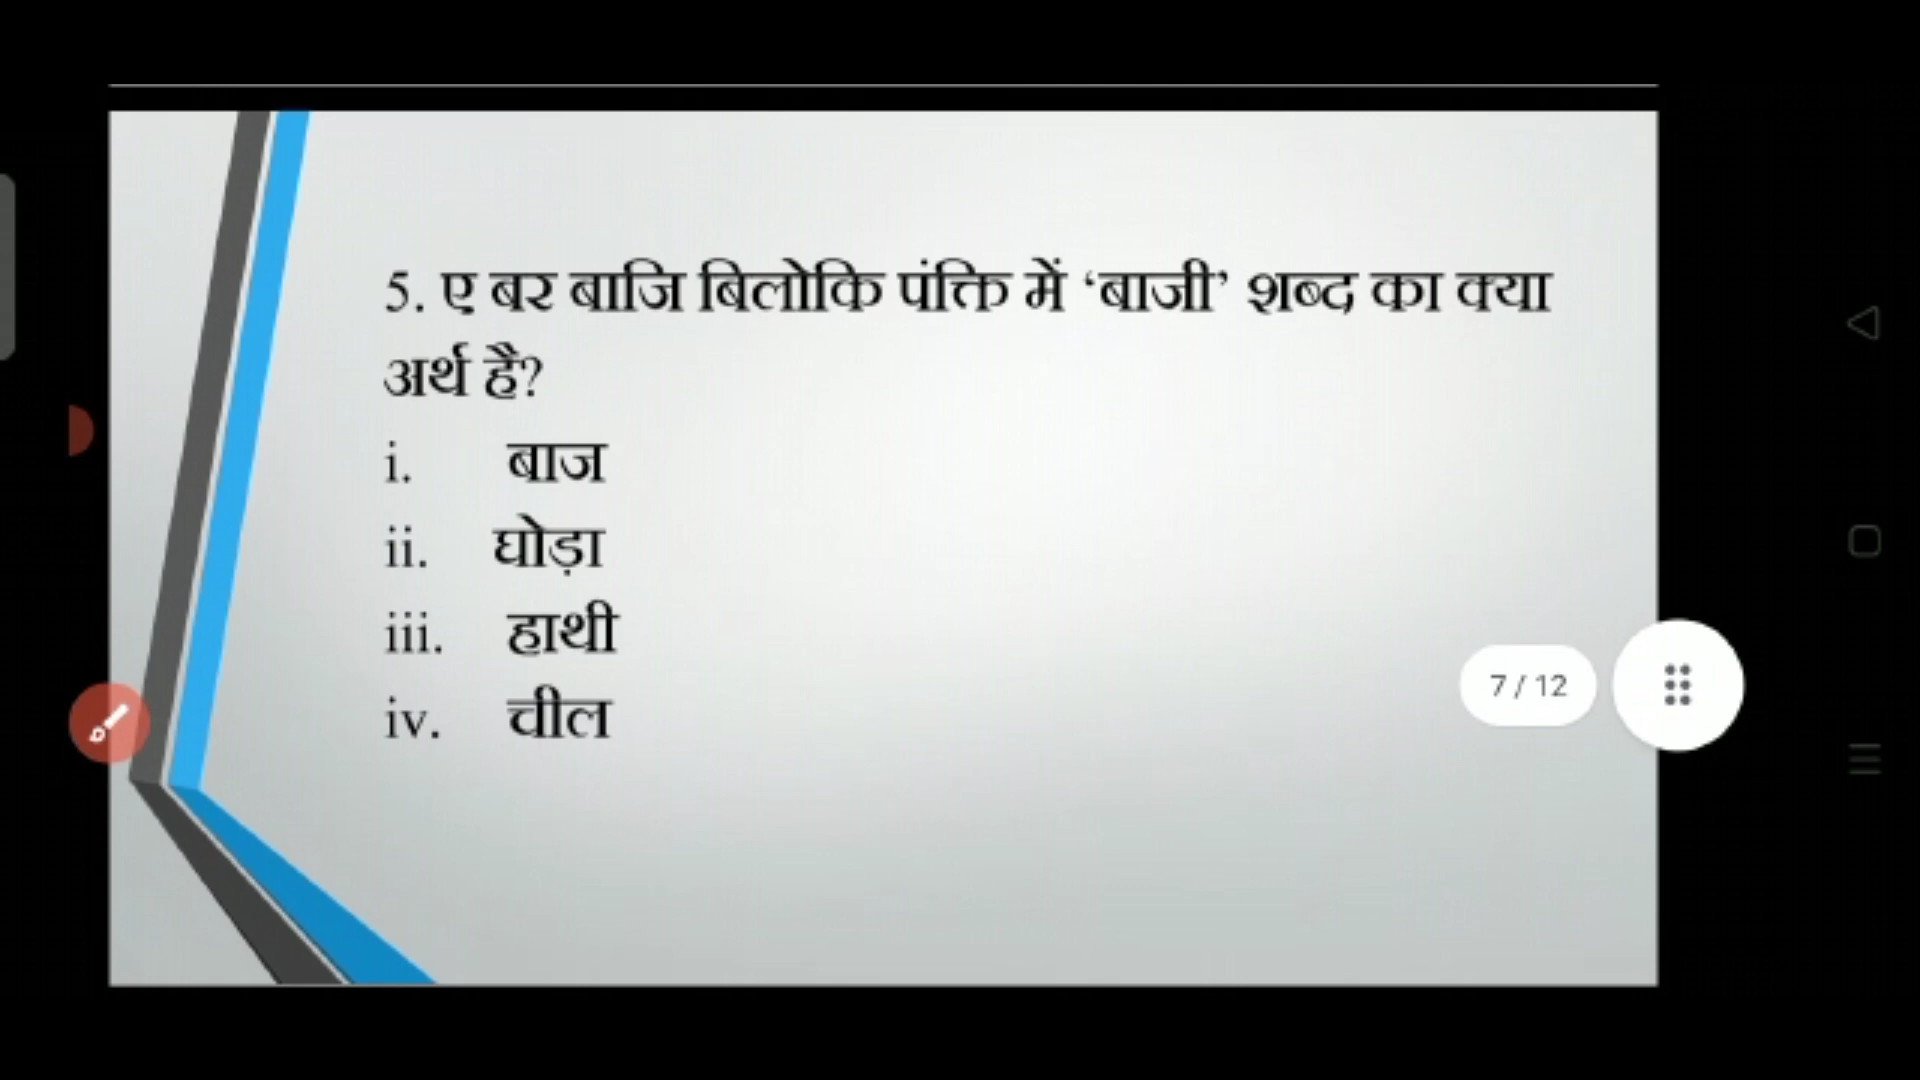 5. ए बर बाजि बिलोकि पंक्ति में ‘बाजी’ शब्द का क्या
अर्थ है?
i. बाज
ii. घोड़ा
iii. हाथी
iv. चील
7 / 12